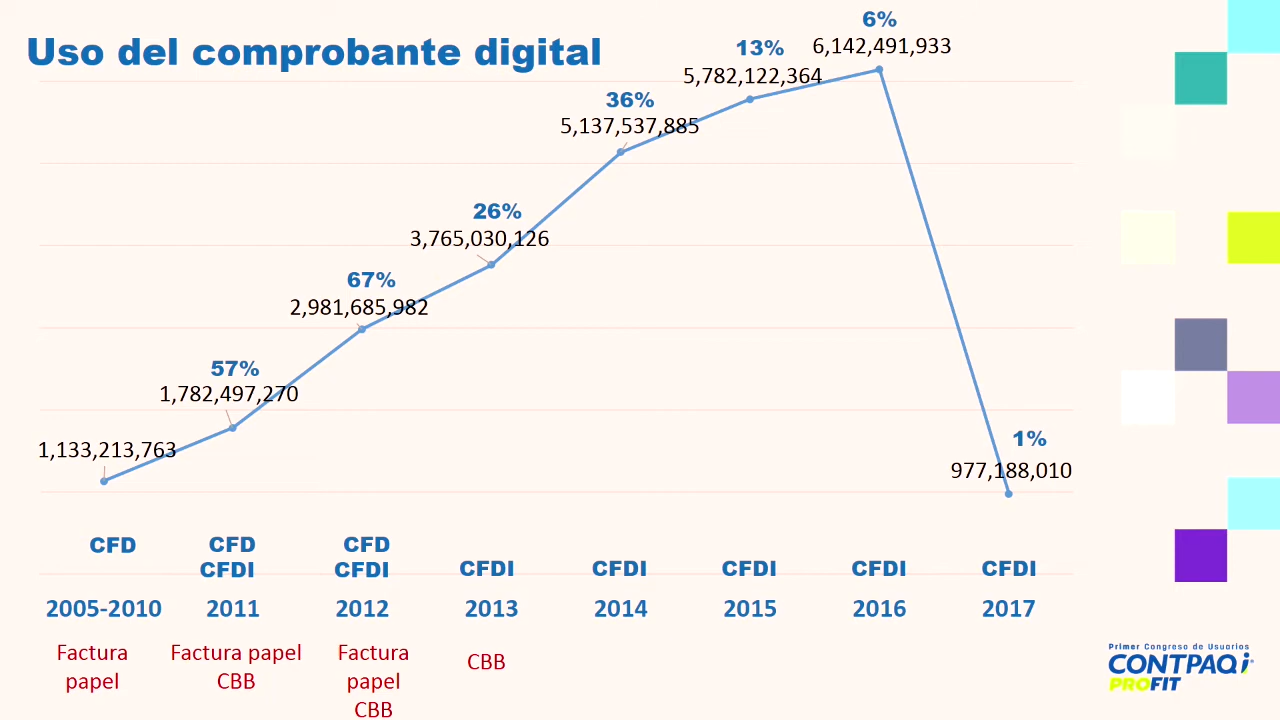 Uso del comprobante digital
6%
6,142,491,933
13%
5,782,122,364
36%
5,137,537,885
26%
3,765,030,126
67%
2,981,685,982
57%
1,782,497,270
1,133,213,763
1%
977,188,010
CFD
CFD
CFDI
CFD
CFDI
CFDI
CFDI
CFDI
CFDI
CFDI
2005-2010
2011
2012
2013
2014
2015
2016
2017
Factura
papel
Factura papel
CBB
Factura
papel
CBB
CBB
Primer Congreso de Usuarios
CONTPAQi®
PROFIT